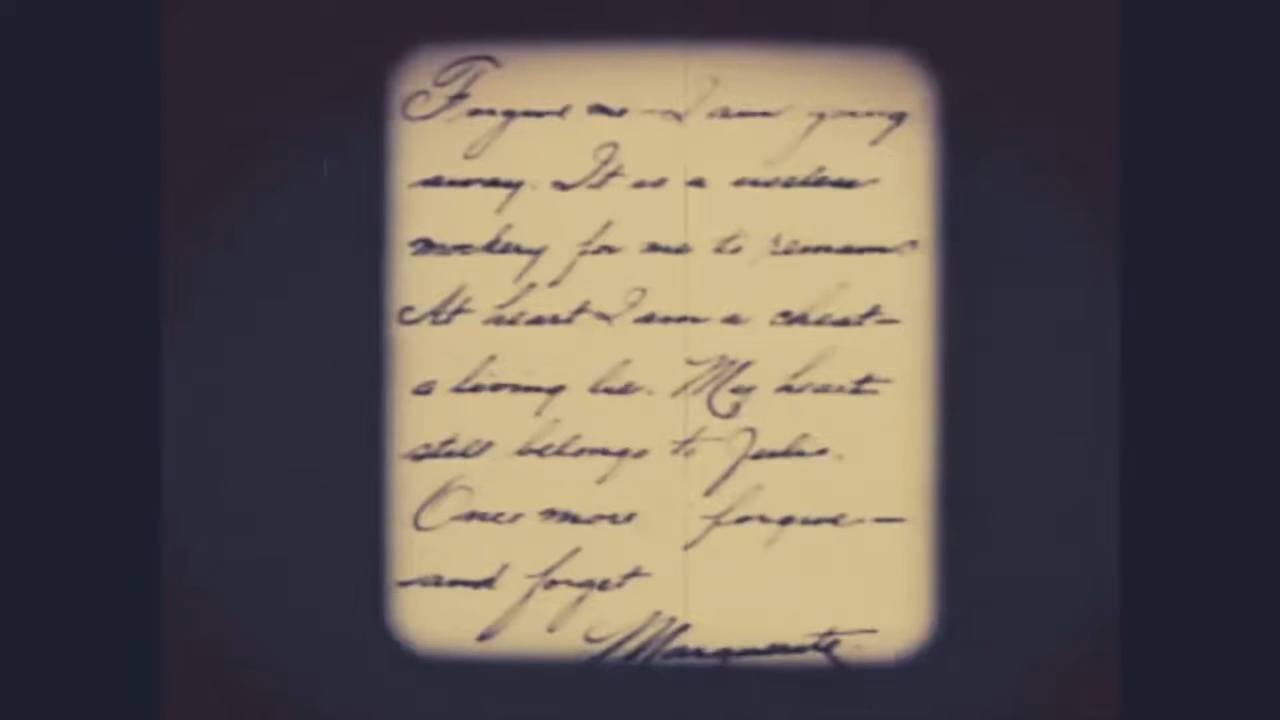 Forgive me - I am going
away. It is a useless
mockery for me to remain
At heart I am a cheat-
a living lie. My heart
still belongs to Julio.
Once more forgive-
and forget
Marguerite